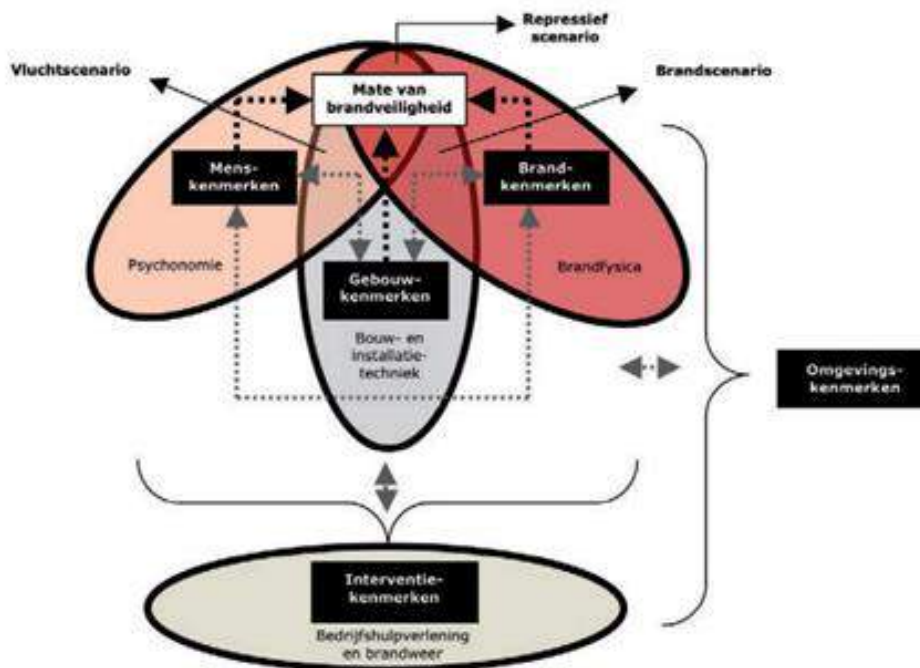 Repressief
scenario
Vluchtscenario
Brandscenario
Mate van
brandveiligheid
Mens-
kenmerken
Brand-
kenmerken
Psychonomie
Brandfysica
Gebouw-
kenmerken
Bouw- en
installatie-
techniek
Omgevings-
kenmerken
Interventie-
kenmerken
Bedrijfshulpverlening
en brandweer